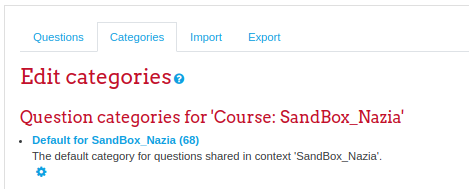 Questions Categories Import Export
Edit categories
Question categories for 'Course: SandBox_Nazia'
Default for SandBox_Nazia (68)
The default category for questions shared in context 'SandBox_Nazia'.